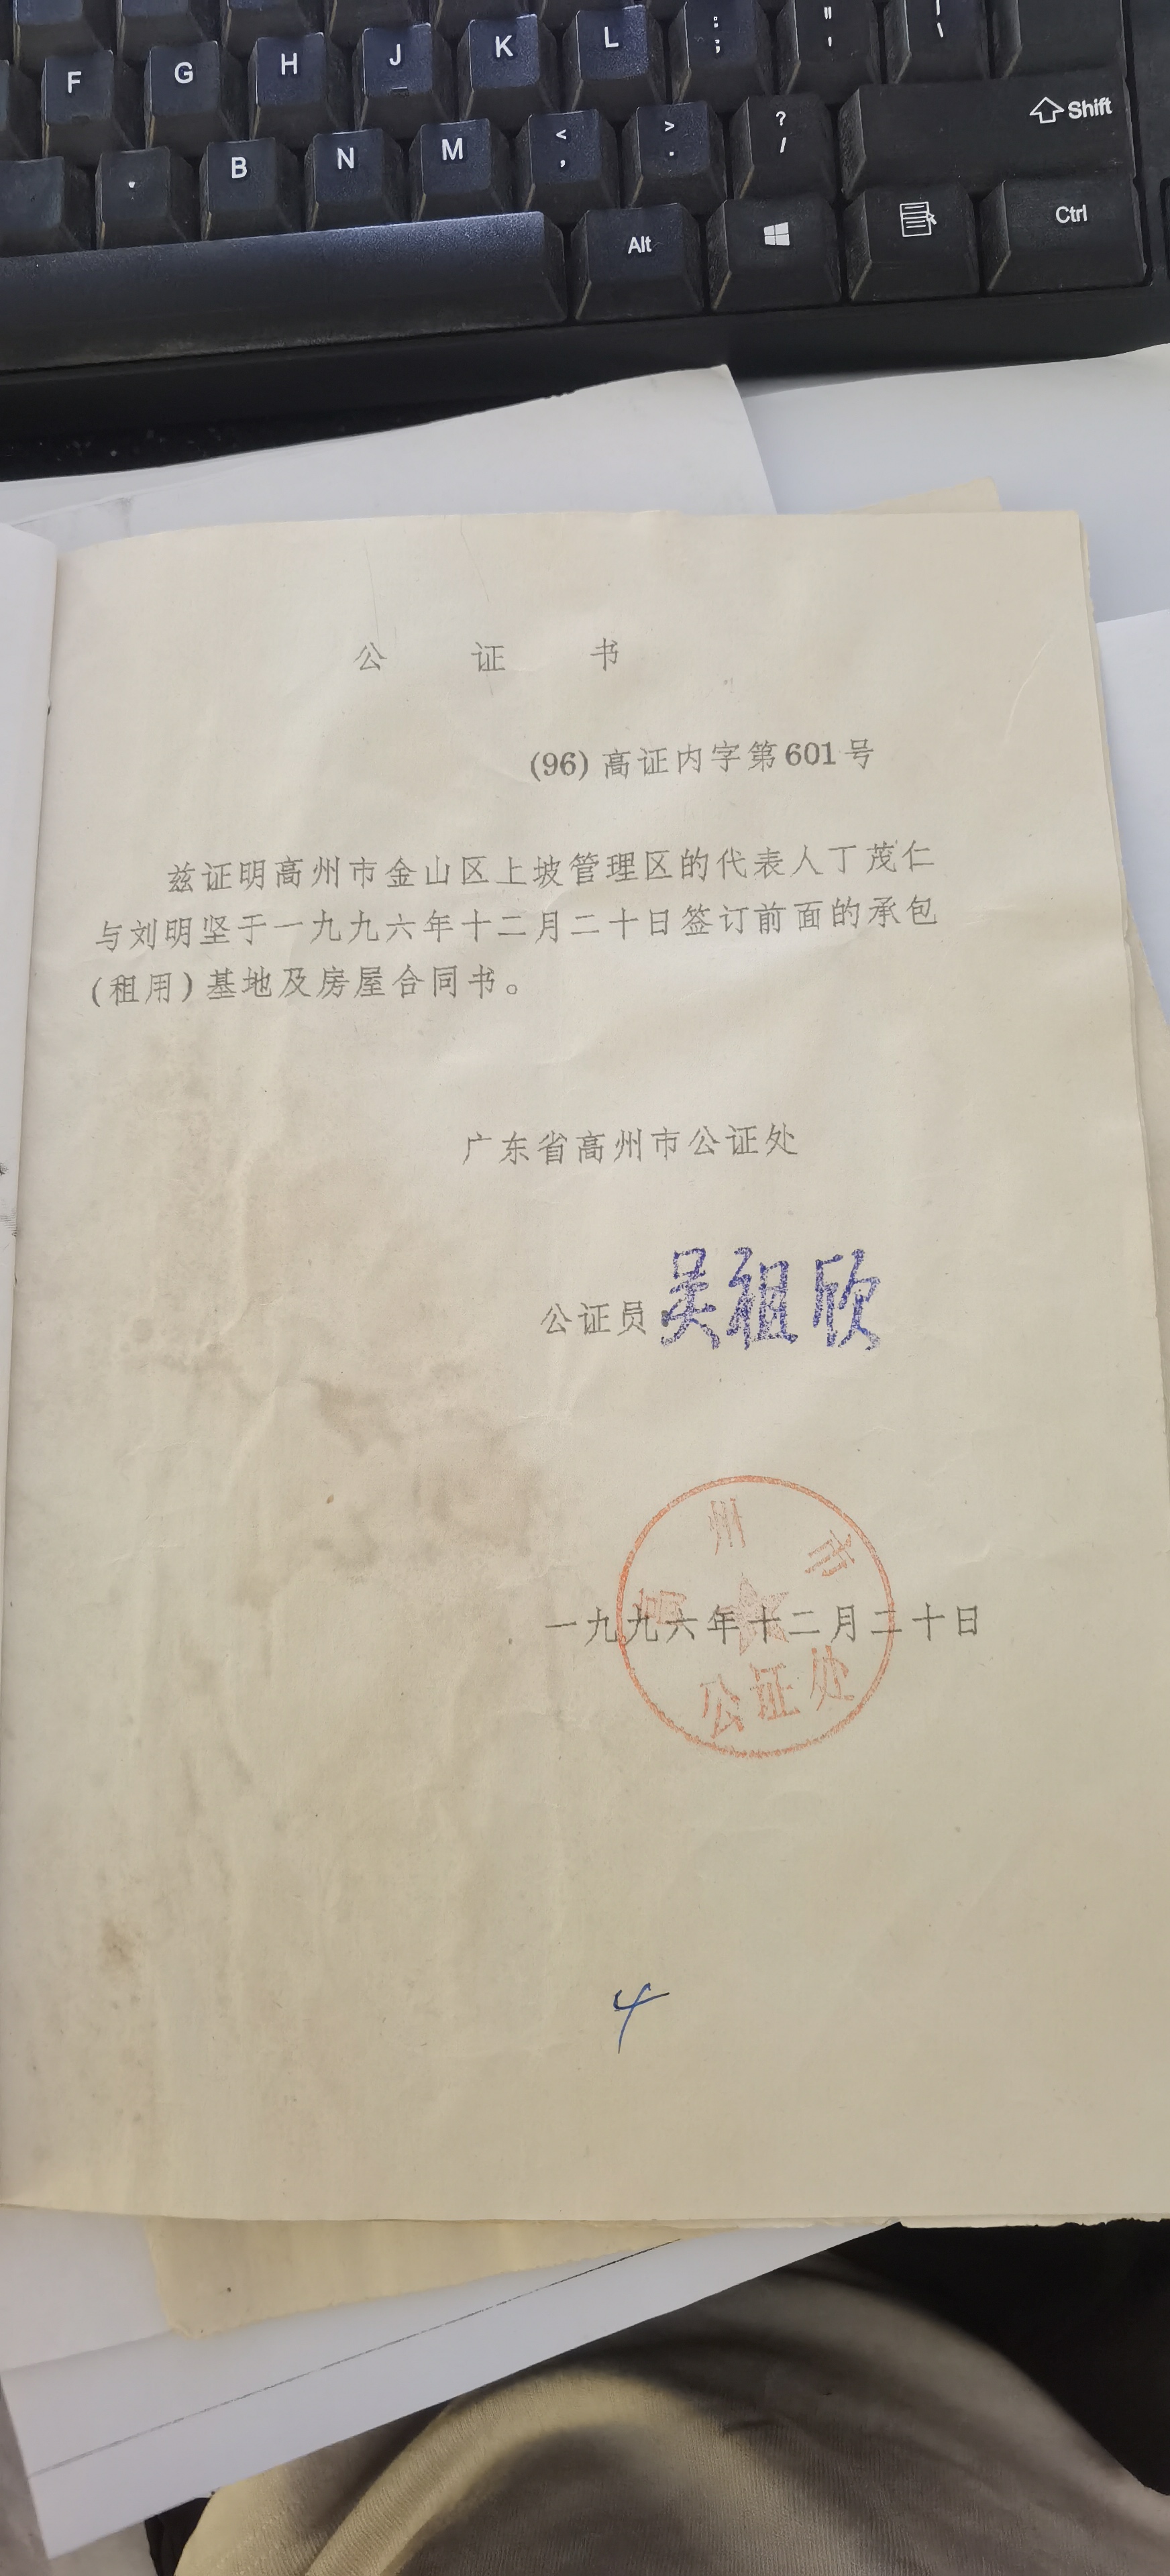 F G H J K L : ; " ' | \
B N M < , > . ? / Shift
Alt Ctrl
公 证 书
(96)高证内字第601号
兹证明高州市金山区上坡管理区的代表人丁茂仁
与刘明坚于一九九六年十二月二十日签订前面的承包
(租用)基地及房屋合同书。
广东省高州市公证处
公证员 吴祖欣
高州市
一九九六年十二月二十日
公证处
4